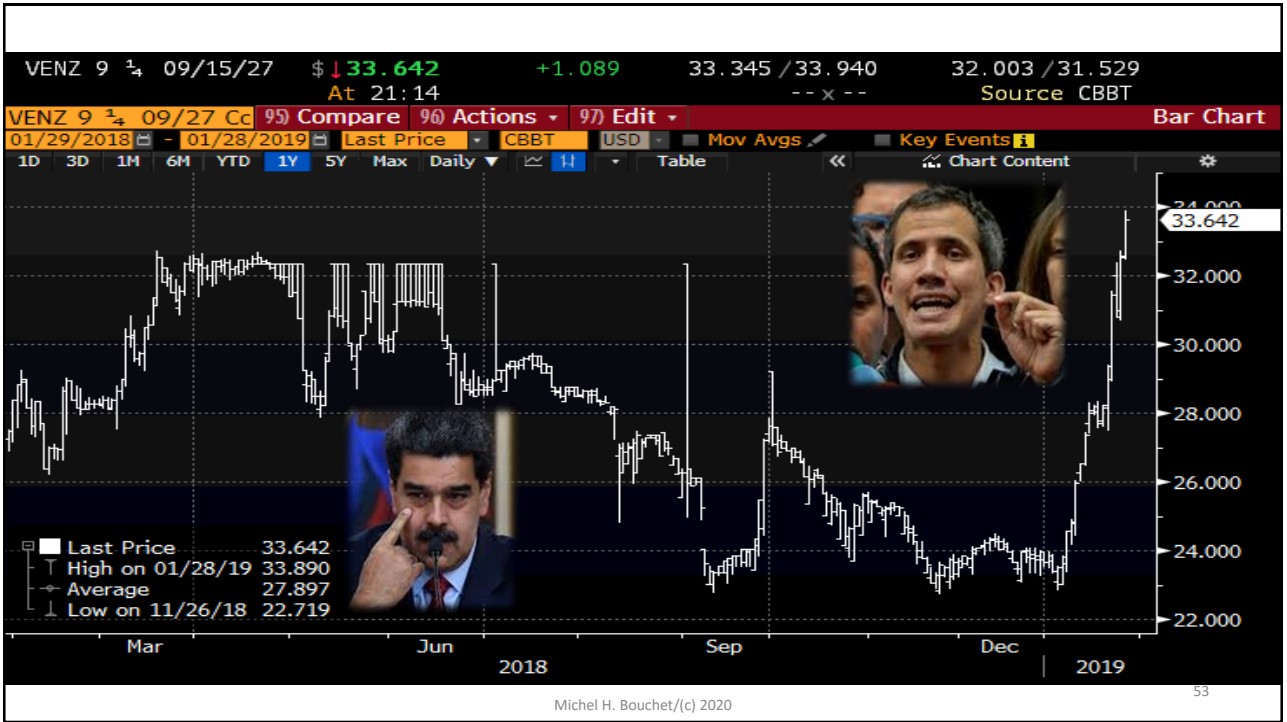 VENZ 9 ¼ 09/15/27 $↓33.642 +1.089 33.345 /33.940 32.003 /31.529
At 21:14 -- x -- Source CBBT
VENZ 9 ¼ 09/27 Cc 95) Compare 96) Actions 97) Edit Bar Chart
01/29/2018 - 01/28/2019 Last Price CBBT USD Mov Avgs Key Events i
1D 3D 1M 6M YTD 1Y 5Y Max Daily ▼ Table « Chart Content
34.000
33.642
32.000
30.000
28.000
26.000
24.000
22.000
Last Price 33.642
High on 01/28/19 33.890
Average 27.897
Low on 11/26/18 22.719
Mar Jun Sep Dec
2018 2019
Michel H. Bouchet/(c) 2020
53